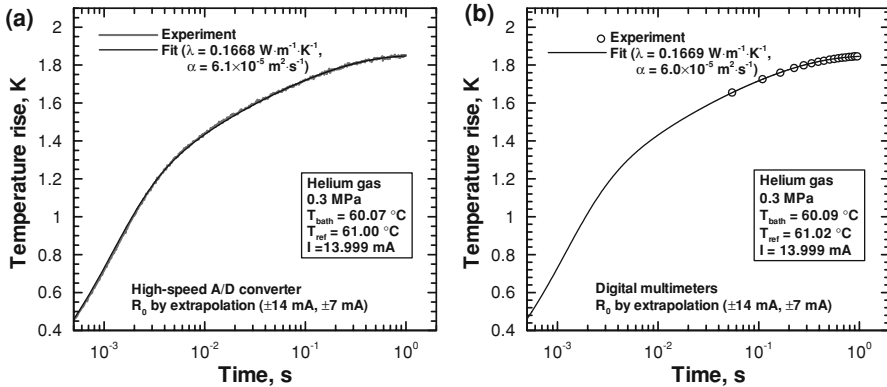 (a)
2
1.8
1.6
1.4
1.2
1
0.8
0.6
0.4
Temperature rise, K
Experiment
Fit (λ = 0.1668 W·m⁻¹·K⁻¹,
α = 6.1×10⁻⁵ m²·s⁻¹)
Helium gas
0.3 MPa
T_bath = 60.07 °C
T_ref = 61.00 °C
I =13.999 mA
High-speed A/D converter
R₀ by extrapolation (±14 mA, ±7 mA)
10⁻³ 10⁻² 10⁻¹ 10⁰
Time, s
(b)
2
1.8
1.6
1.4
1.2
1
0.8
0.6
0.4
Temperature rise, K
Experiment
Fit (λ = 0.1669 W·m⁻¹·K⁻¹,
α = 6.0×10⁻⁵ m²·s⁻¹)
Helium gas
0.3 MPa
T_bath = 60.09 °C
T_ref = 61.02 °C
I = 13.999 mA
Digital multimeters
R₀ by extrapolation (±14 mA, ±7 mA)
10⁻³ 10⁻² 10⁻¹ 10⁰
Time, s